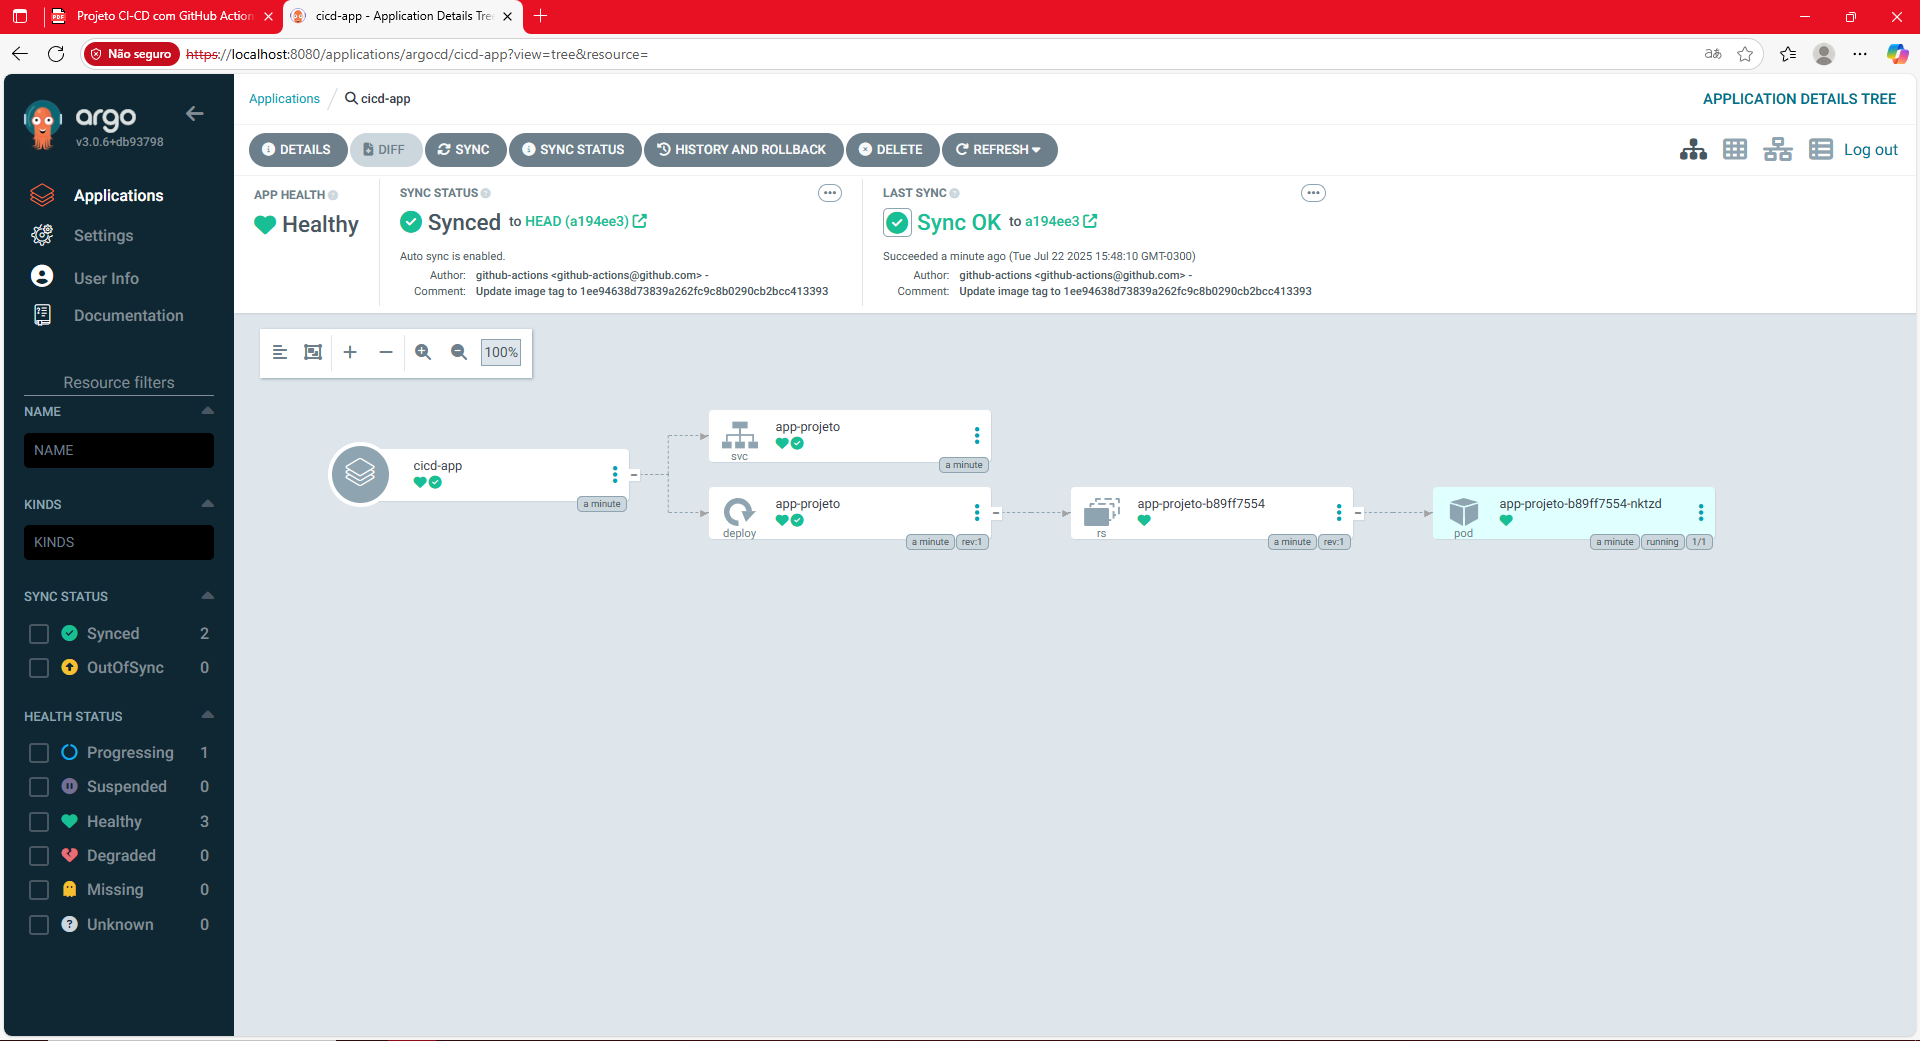 Projeto CI-CD com GitHub Action
cicd-app - Application Details Tre
Não seguro
https://localhost:8080/applications/argocd/cicd-app?view=tree&resource=
argo
v3.0.6+db93798
Applications
Settings
User Info
Documentation
Resource filters
NAME
NAME
KINDS
KINDS
SYNC STATUS
Synced 2
OutOfSync 0
HEALTH STATUS
Progressing 1
Suspended 0
Healthy 3
Degraded 0
Missing 0
Unknown 0
Applications / cicd-app
APPLICATION DETAILS TREE
DETAILS
DIFF
SYNC
SYNC STATUS
HISTORY AND ROLLBACK
DELETE
REFRESH
Log out
APP HEALTH
Healthy
SYNC STATUS
Synced to HEAD (a194ee3)
Auto sync is enabled.
Author: github-actions <github-actions@github.com> -
Comment: Update image tag to 1ee94638d73839a262fc9c8b0290cb2bcc413393
LAST SYNC
Sync OK to a194ee3
Succeeded a minute ago (Tue Jul 22 2025 15:48:10 GMT-0300)
Author: github-actions <github-actions@github.com> -
Comment: Update image tag to 1ee94638d73839a262fc9c8b0290cb2bcc413393
100%
cicd-app
a minute
app-projeto
svc
a minute
app-projeto
deploy
a minute rev:1
app-projeto-b89ff7554
rs
a minute rev:1
app-projeto-b89ff7554-nktzd
pod
a minute running 1/1